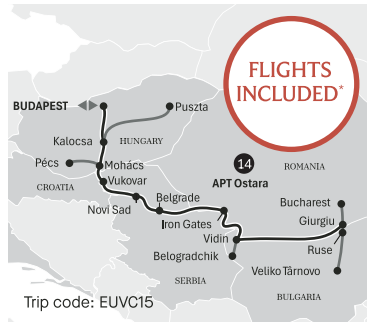 FLIGHTS
INCLUDED*
BUDAPEST
Puszta
Kalocsa
HUNGARY
14
ROMANIA
Pécs
Mohács
APT Ostara
CROATIA
Vukovar
Bucharest
Novi Sad
Belgrade
Giurgiu
Iron Gates
Vidin
Ruse
Belogradchik
Veliko Târnovo
SERBIA
BULGARIA
Trip code: EUVC15